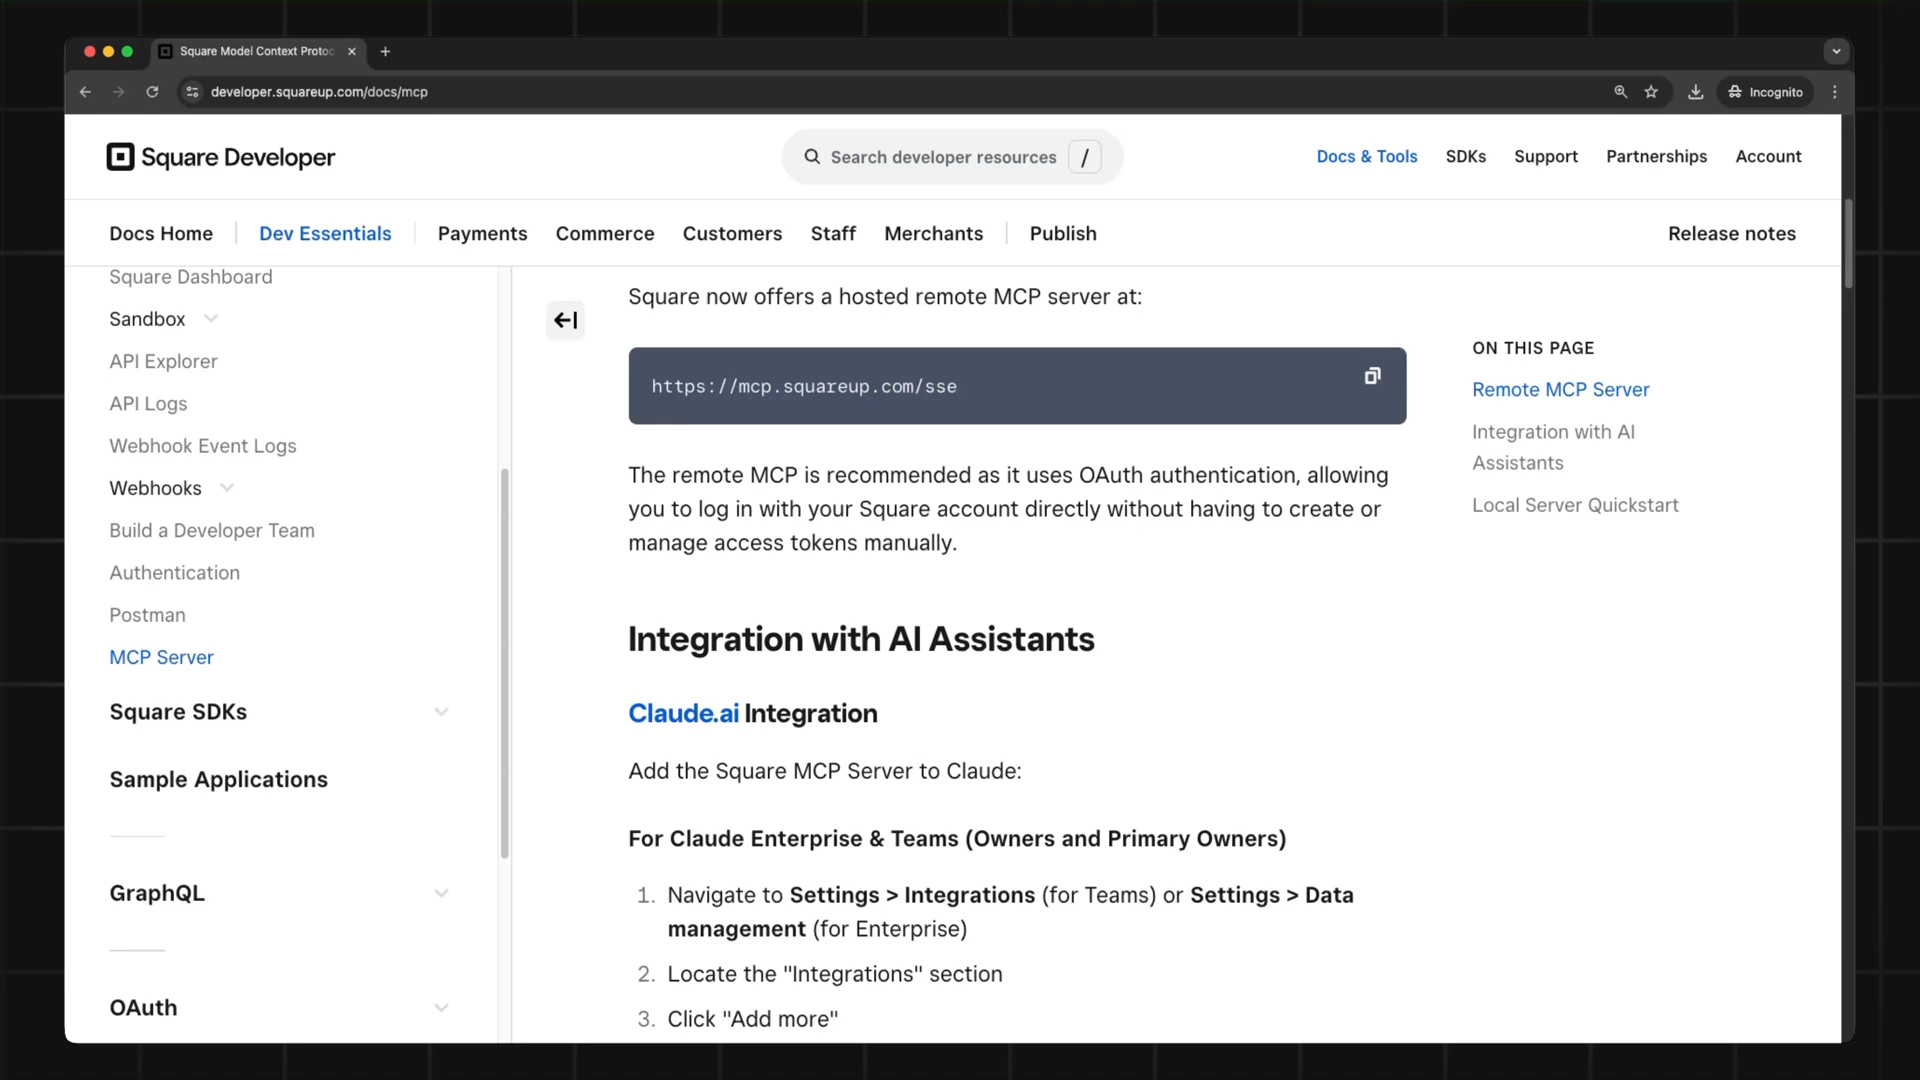 Square Model Context Protoc
developer.squareup.com/docs/mcp
Incognito
Square Developer
Search developer resources /
Docs & Tools
SDKs
Support
Partnerships
Account
Docs Home
Dev Essentials
Payments
Commerce
Customers
Staff
Merchants
Publish
Release notes
Square Dashboard
Sandbox
API Explorer
API Logs
Webhook Event Logs
Webhooks
Build a Developer Team
Authentication
Postman
MCP Server
Square SDKs
Sample Applications
GraphQL
OAuth
Square now offers a hosted remote MCP server at:
https://mcp.squareup.com/sse
The remote MCP is recommended as it uses OAuth authentication, allowing
you to log in with your Square account directly without having to create or
manage access tokens manually.
Integration with AI Assistants
Claude.ai Integration
Add the Square MCP Server to Claude:
For Claude Enterprise & Teams (Owners and Primary Owners)
1. Navigate to Settings > Integrations (for Teams) or Settings > Data
management (for Enterprise)
2. Locate the "Integrations" section
3. Click "Add more"
ON THIS PAGE
Remote MCP Server
Integration with AI
Assistants
Local Server Quickstart